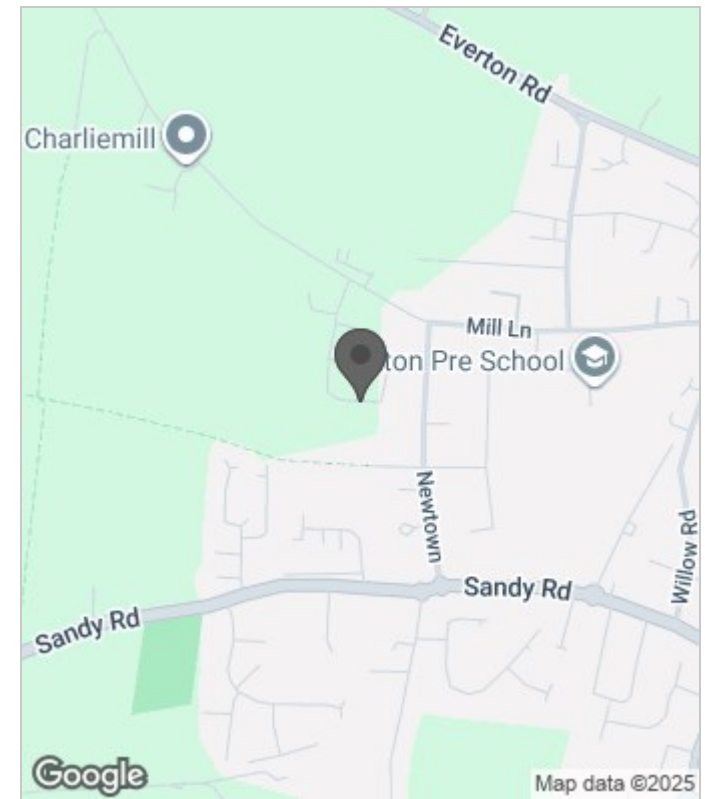 Everton Rd
Charliemill
Mill Ln
ton Pre School
Newtown
Sandy Rd
Willow Rd
Sandy Rd
Google
Map data ©2025